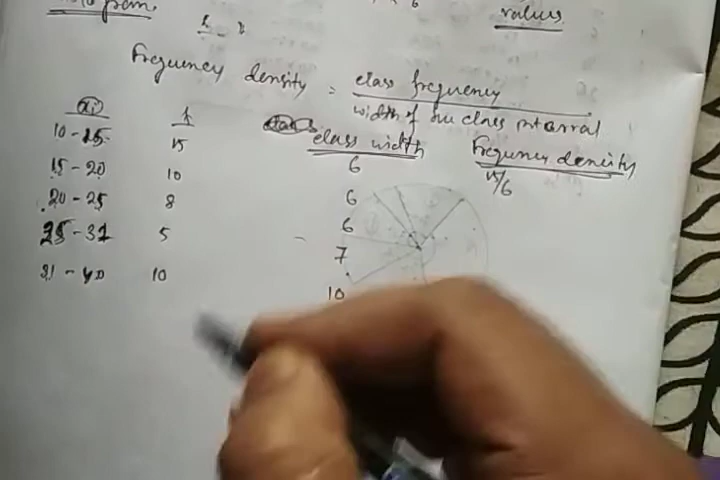 values
Frequency density = class frequency
width of the class interval
xi f class width Frequency density
10-15 15 6 15/6
15-20 10 6
20-25 8 6
25-31 5 7
31-40 10 10